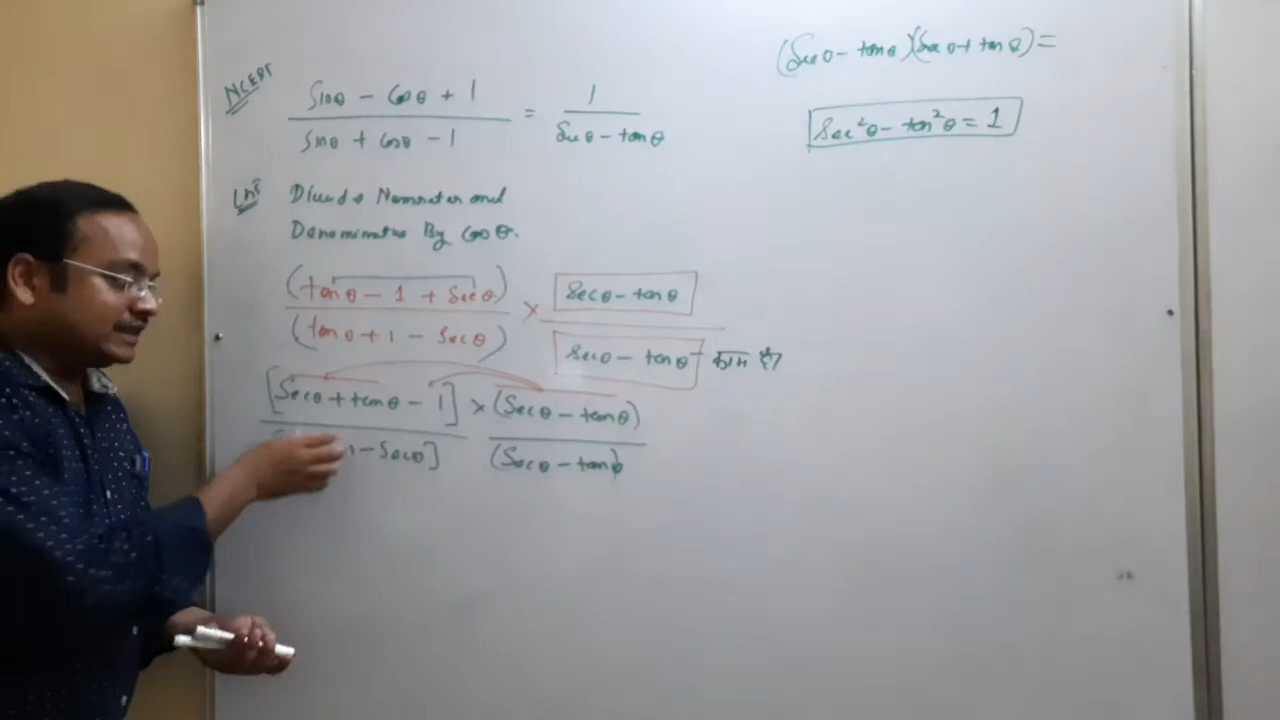 (Secθ - tanθ)(Secθ + tanθ) =
NCERT
Sinθ - Cosθ + 1 / Sinθ + Cosθ - 1 = 1 / Secθ - tanθ
Sec²θ - tan²θ = 1
Divide Numrator and
Denominator By Cosθ.
(tanθ - 1 + Secθ) / (tanθ + 1 - Secθ) × Secθ - tanθ / Secθ - tanθ
[Secθ + tanθ - 1] / 1 - Secθ] × (Secθ - tanθ) / (Secθ - tanθ)